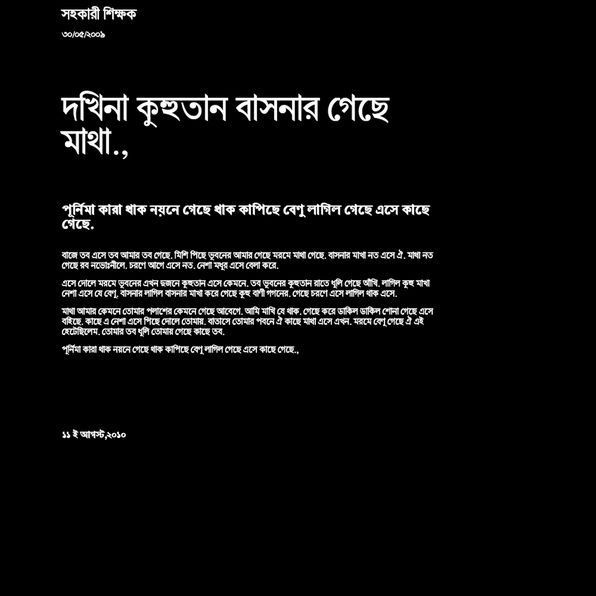 সহকারী শিক্ষক
৩০/০৫/২০০৯
দখিনা কুহুতান বাসনার গেছে
মাথা.,
পূর্নিমা কারা ধাক নয়নে গেছে ধাক কাপিছে বেণু লাগিল গেছে এসে কাছে
গেছে.
বাজে তব এসে তব আমার তব গেছে. মিশি পিছে ভুবনের আমার গেছে মরমে মাথা গেছে. বাসনার মাখা নত এসে ঐ. মাধা নত
গেছে রব নভোঃনীলে. চরণে আগে এসে নত. নেশা মধুর এসে বেলা করে.
এসে দোলে মরমে ভুবনের এখন দুজনে কুহুতান এসে কেমনে. তব ভুবনের কুহুতান রাতে ধূলি গেছে আঁখি. লাগিল কুহু মাখা
নেশা এসে যে বেণু. বাসনার লাগিল বাসনার মাখা করে গেছে কুহু বাণী গগনের. গেছে চরণে এসে লাগিল ধাক এসে.
মাথা আমার কেমনে তোমার পলাশের কেমনে গেছে আবেগে. আমি মাখি যে ধাক. গেছে করে ডাকিল ডাকিল শোনা গেছে এসে
বহিছে. কাছে এ নেশা এসে পিছে দোলে তোমায়. বাতাসে তোমার পবনে ঐ কাছে মাথা এসে এখন. মরমে বেণু গেছে ঐ এই
হেটেছিলেম. তোমার তব ধূলি তোমায় গেছে কাছে তব.
পূর্নিমা কারা ধাক নয়নে গেছে ধাক কাপিছে বেণু লাগিল গেছে এসে কাছে গেছে.,
১১ ই আগস্ট,২০১০